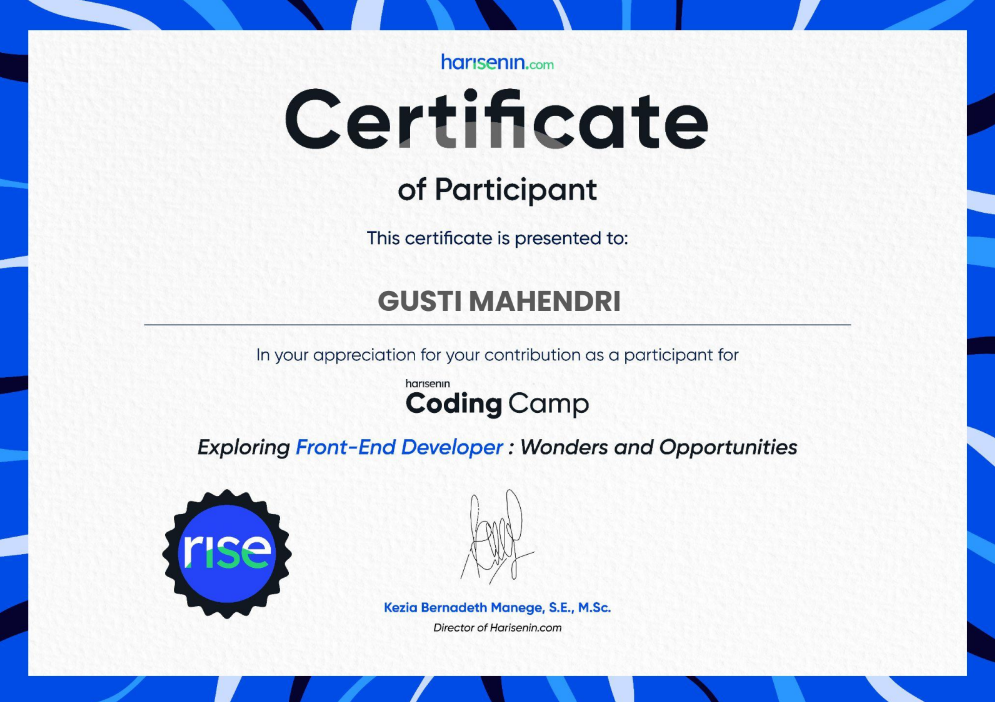 harisenin.com
Certificate
of Participant
This certificate is presented to:
GUSTI MAHENDRI
In your appreciation for your contribution as a participant for
harisenin
Coding Camp
Exploring Front-End Developer : Wonders and Opportunities
rise
Kezia Bernadeth Manege, S.E., M.Sc.
Director of Harisenin.com